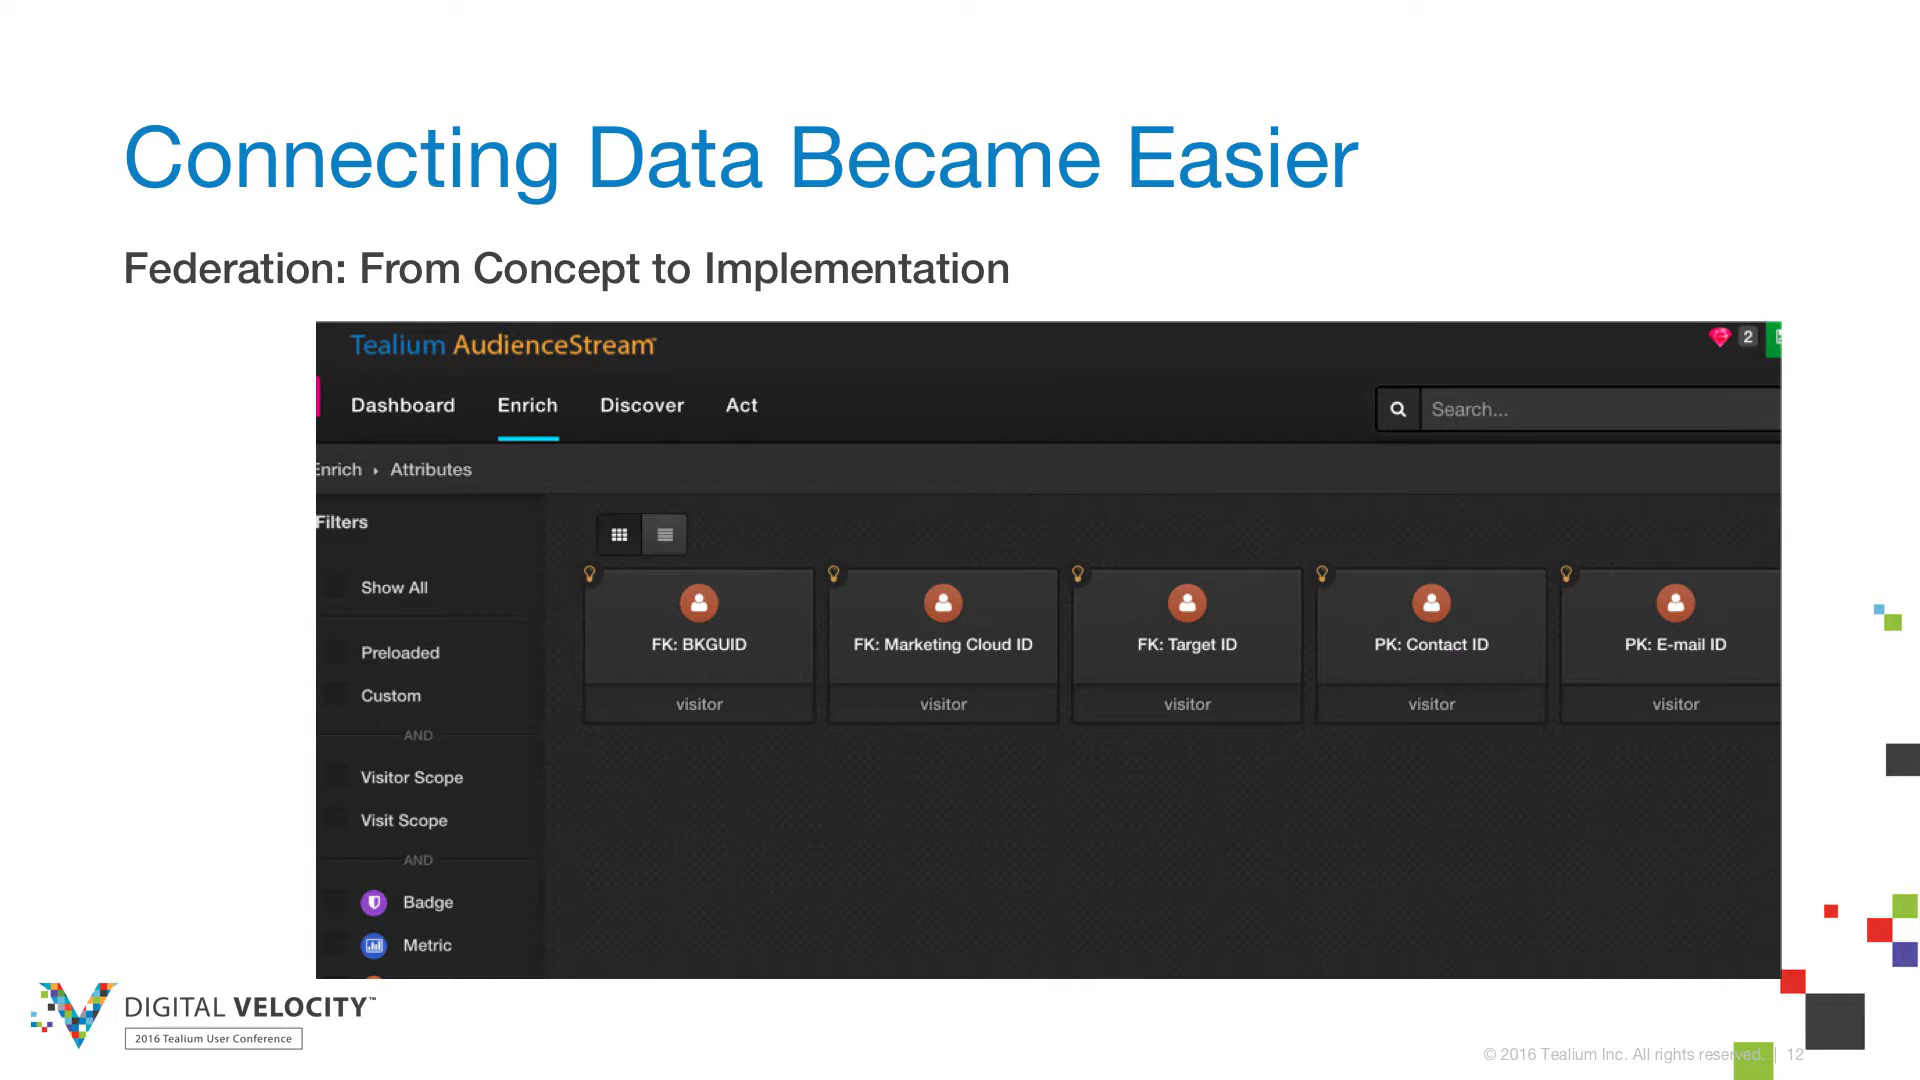 Connecting Data Became Easier
Federation: From Concept to Implementation
Tealium AudienceStream™
2
Dashboard Enrich Discover Act
Search...
Enrich › Attributes
Filters
Show All
Preloaded
Custom
AND
Visitor Scope
Visit Scope
AND
Badge
Metric
FK: BKGUID
visitor
FK: Marketing Cloud ID
visitor
FK: Target ID
visitor
PK: Contact ID
visitor
PK: E-mail ID
visitor
DIGITAL VELOCITY™
2016 Tealium User Conference
© 2016 Tealium Inc. All rights reserved. | 12